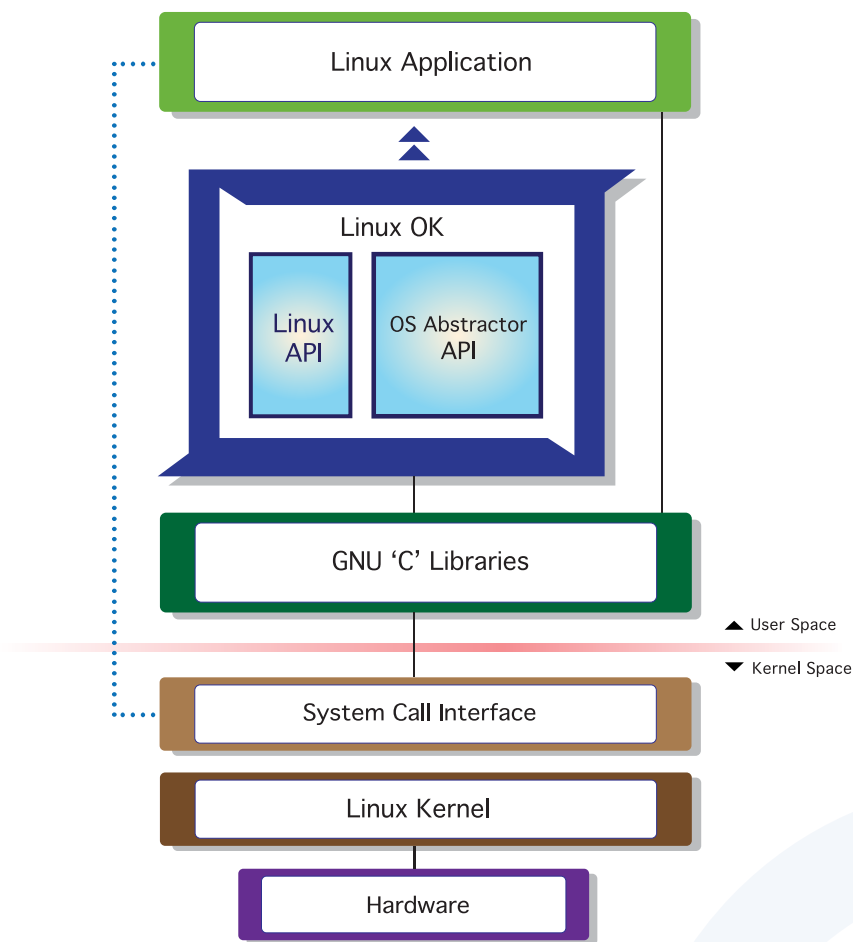 Linux Application
Linux OK
Linux
API
OS Abstractor
API
GNU ‘C’ Libraries
User Space
Kernel Space
System Call Interface
Linux Kernel
Hardware